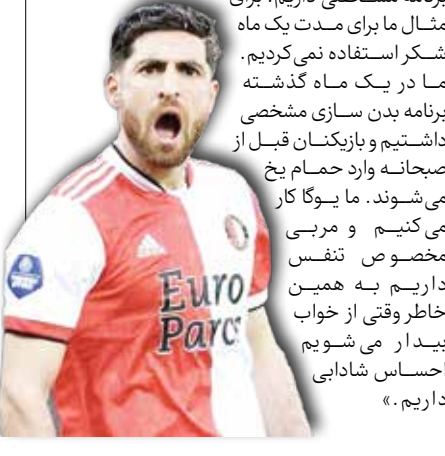 برنامه مشخصی داریم، برای
مثال ما برای مدت یک ماه
شکر استفاده نمی‌کردیم.
ما در یک ماه گذشته
برنامه بدن سازی مشخصی
داشتیم و بازیکنان قبل از
صبحانه وارد حمام یخ
می‌شوند. ما یوگا کار
می‌کنیم و مربی
مخصوص تنفس
داریم به همین
خاطر وقتی از خواب
بیدار می‌شویم
احساس شادابی
داریم.»
Euro
Parcs